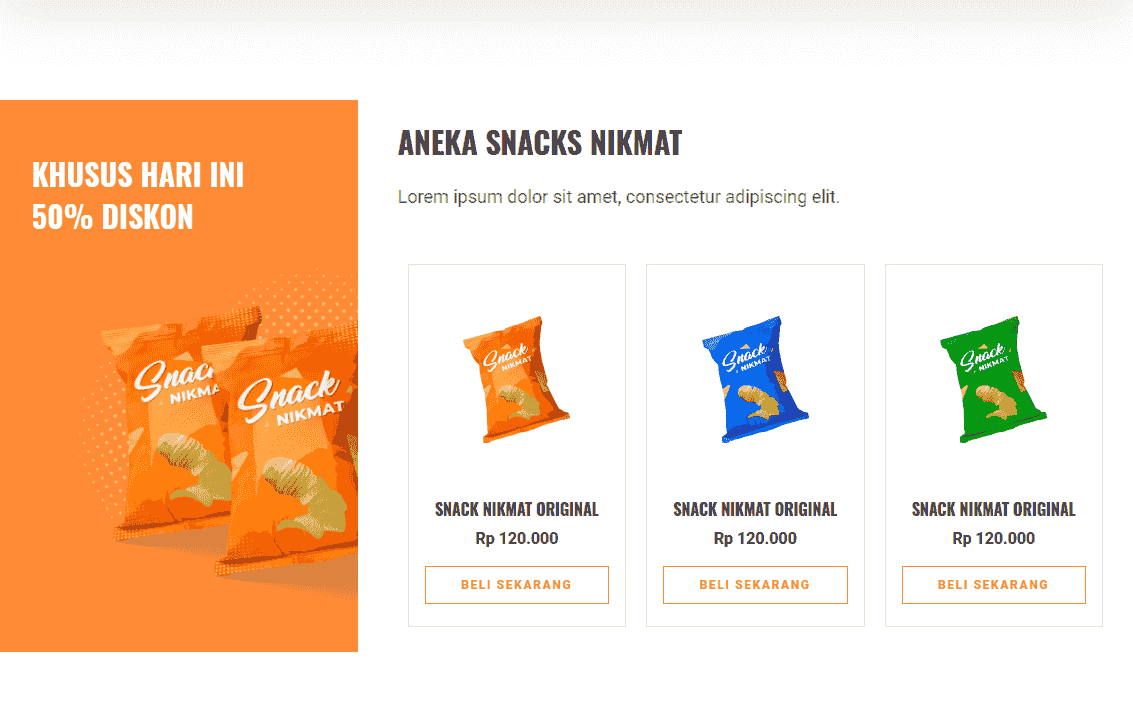 KHUSUS HARI INI
50% DISKON
Snac
NIKMA
Snack
NIKMAT
ANEKA SNACKS NIKMAT
Lorem ipsum dolor sit amet, consectetur adipiscing elit.
Snack
NIKMAT
SNACK NIKMAT ORIGINAL
Rp 120.000
BELI SEKARANG
Snack
NIKMAT
SNACK NIKMAT ORIGINAL
Rp 120.000
BELI SEKARANG
Snack
NIKMAT
SNACK NIKMAT ORIGINAL
Rp 120.000
BELI SEKARANG